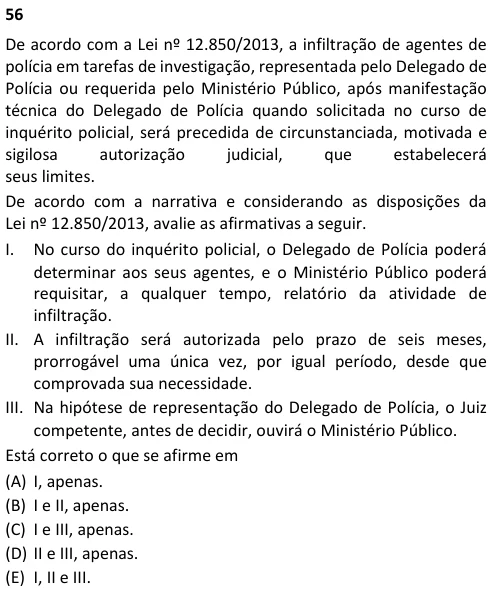 56
De acordo com a Lei nº 12.850/2013, a infiltração de agentes de
polícia em tarefas de investigação, representada pelo Delegado de
Polícia ou requerida pelo Ministério Público, após manifestação
técnica do Delegado de Polícia quando solicitada no curso de
inquérito policial, será precedida de circunstanciada, motivada e
sigilosa autorização judicial, que estabelecerá
seus limites.
De acordo com a narrativa e considerando as disposições da
Lei nº 12.850/2013, avalie as afirmativas a seguir.
I. No curso do inquérito policial, o Delegado de Polícia poderá
determinar aos seus agentes, e o Ministério Público poderá
requisitar, a qualquer tempo, relatório da atividade de
infiltração.
II. A infiltração será autorizada pelo prazo de seis meses,
prorrogável uma única vez, por igual período, desde que
comprovada sua necessidade.
III. Na hipótese de representação do Delegado de Polícia, o Juiz
competente, antes de decidir, ouvirá o Ministério Público.
Está correto o que se afirme em
(A) I, apenas.
(B) I e II, apenas.
(C) I e III, apenas.
(D) II e III, apenas.
(E) I, II e III.